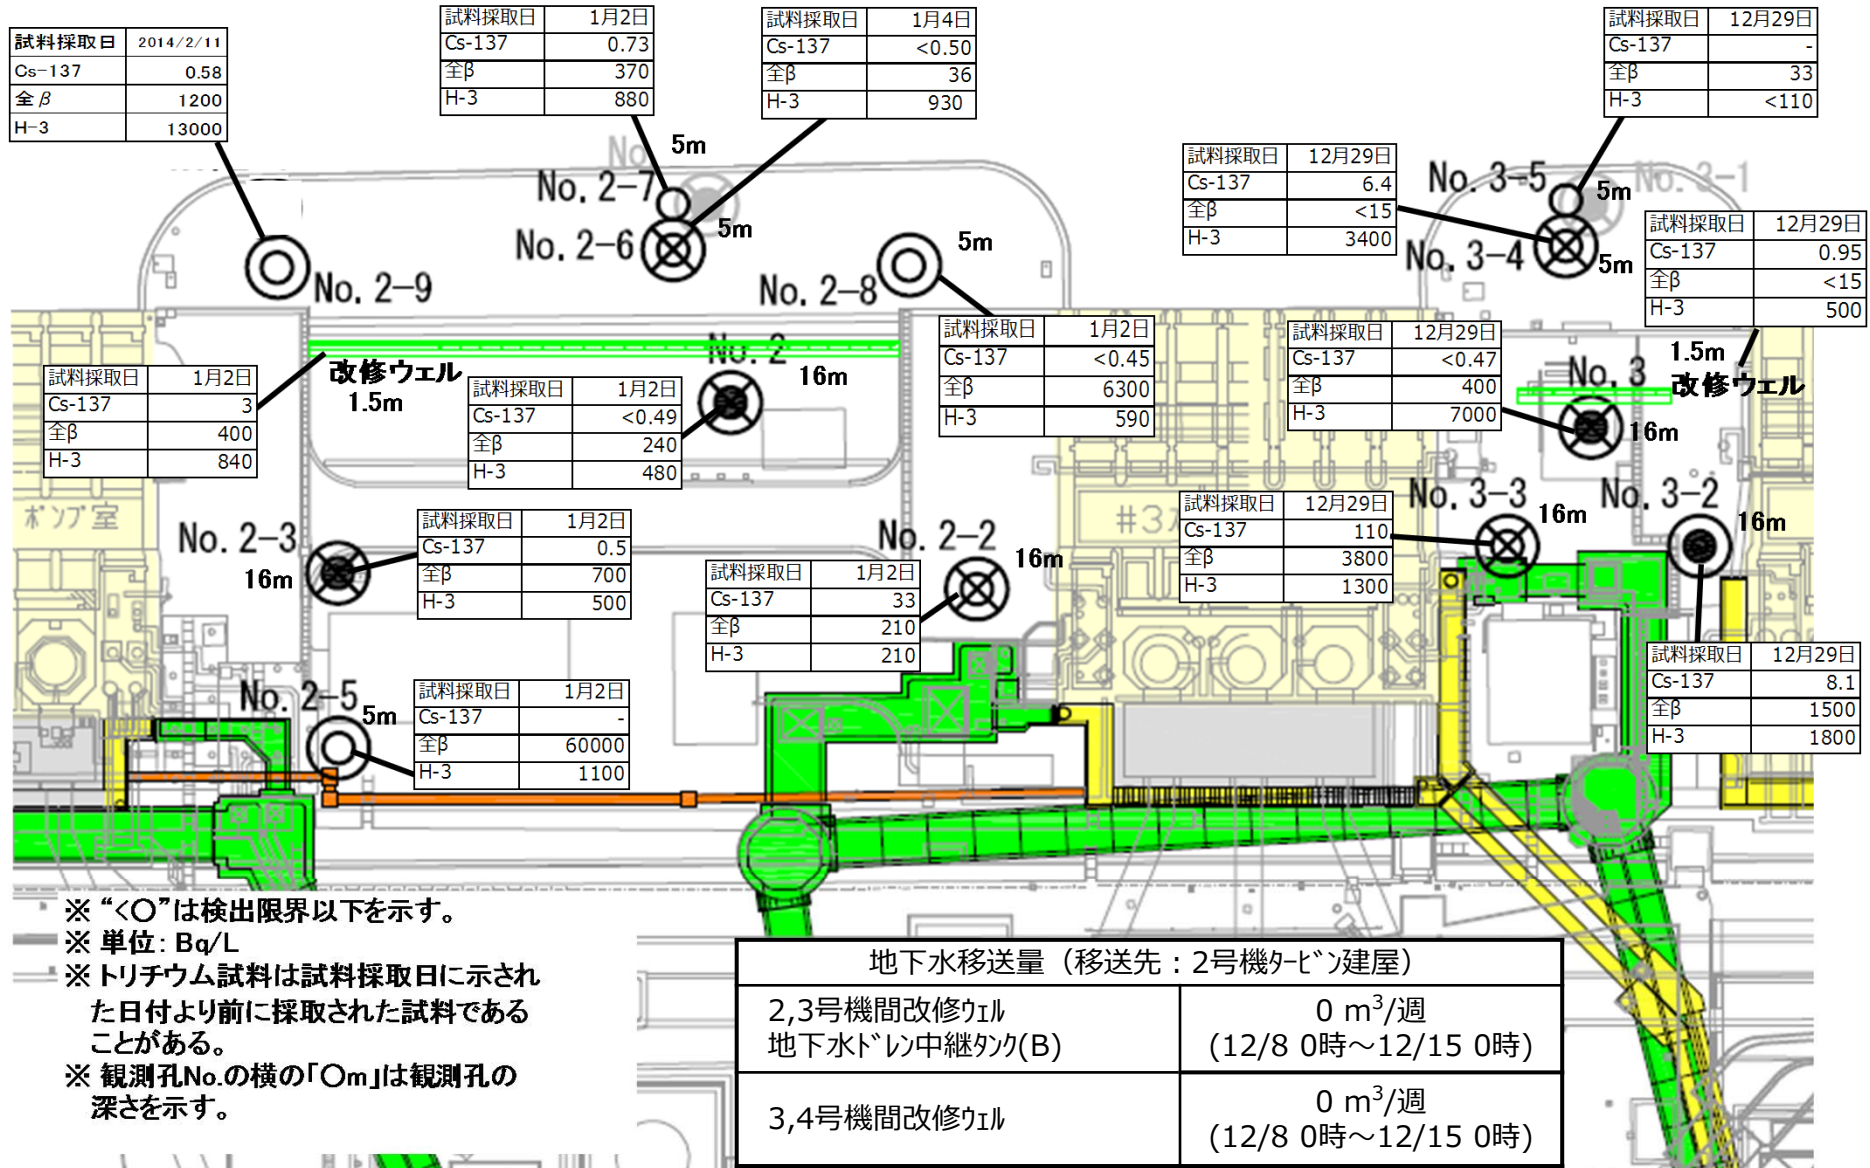 試料採取日 2014/2/11
Cs-137 0.58
全β 1200
H-3 13000
試料採取日 1月2日
Cs-137 0.73
全β 370
H-3 880
試料採取日 1月4日
Cs-137 <0.50
全β 36
H-3 930
試料採取日 12月29日
Cs-137 -
全β 33
H-3 <110
No 5m
No. 2-7
No. 2-6 5m
No. 2-9
No. 2-8 5m
試料採取日 12月29日
Cs-137 6.4
全β <15
H-3 3400
No. 3-5 5m No. 3-1
No. 3-4 5m
試料採取日 12月29日
Cs-137 0.95
全β <15
H-3 500
1.5m
改修ウェル
試料採取日 1月2日
Cs-137 3
全β 400
H-3 840
改修ウェル
1.5m
No. 2 16m
試料採取日 1月2日
Cs-137 <0.49
全β 240
H-3 480
試料採取日 1月2日
Cs-137 <0.45
全β 6300
H-3 590
試料採取日 12月29日
Cs-137 <0.47
全β 400
H-3 7000
No. 3
16m
ポンプ室
No. 2-3
16m
試料採取日 1月2日
Cs-137 0.5
全β 700
H-3 500
No. 2-2
16m
試料採取日 1月2日
Cs-137 33
全β 210
H-3 210
#3
試料採取日 12月29日
Cs-137 110
全β 3800
H-3 1300
No. 3-3
16m
No. 3-2
16m
試料採取日 12月29日
Cs-137 8.1
全β 1500
H-3 1800
No. 2-5
5m
試料採取日 1月2日
Cs-137 -
全β 60000
H-3 1100
※ “<〇”は検出限界以下を示す。
※ 単位: Bq/L
※ トリチウム試料は試料採取日に示され
た日付より前に採取された試料である
ことがある。
※ 観測孔No.の横の「〇m」は観測孔の
深さを示す。
地下水移送量（移送先：2号機ﾀｰﾋﾞﾝ建屋）
2,3号機間改修ｳｪﾙ
地下水ﾄﾞﾚﾝ中継ﾀﾝｸ(B)
0 m³/週
(12/8 0時～12/15 0時)
3,4号機間改修ｳｪﾙ
0 m³/週
(12/8 0時～12/15 0時)